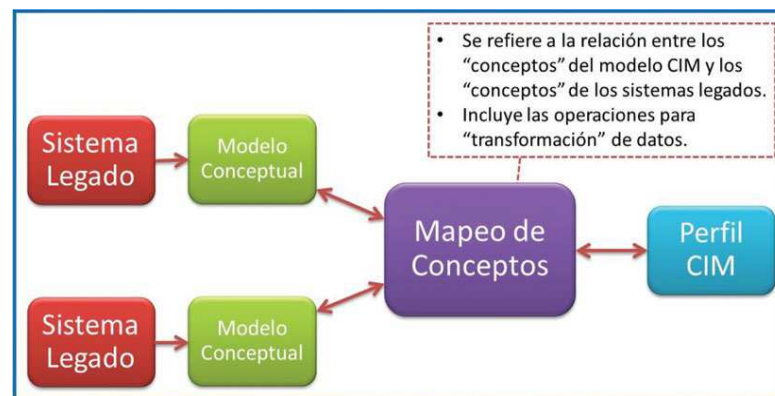 • Se refiere a la relación entre los
“conceptos” del modelo CIM y los
“conceptos” de los sistemas legados.
• Incluye las operaciones para
“transformación” de datos.
Sistema
Legado
Modelo
Conceptual
Mapeo de
Conceptos
Perfil
CIM
Sistema
Legado
Modelo
Conceptual